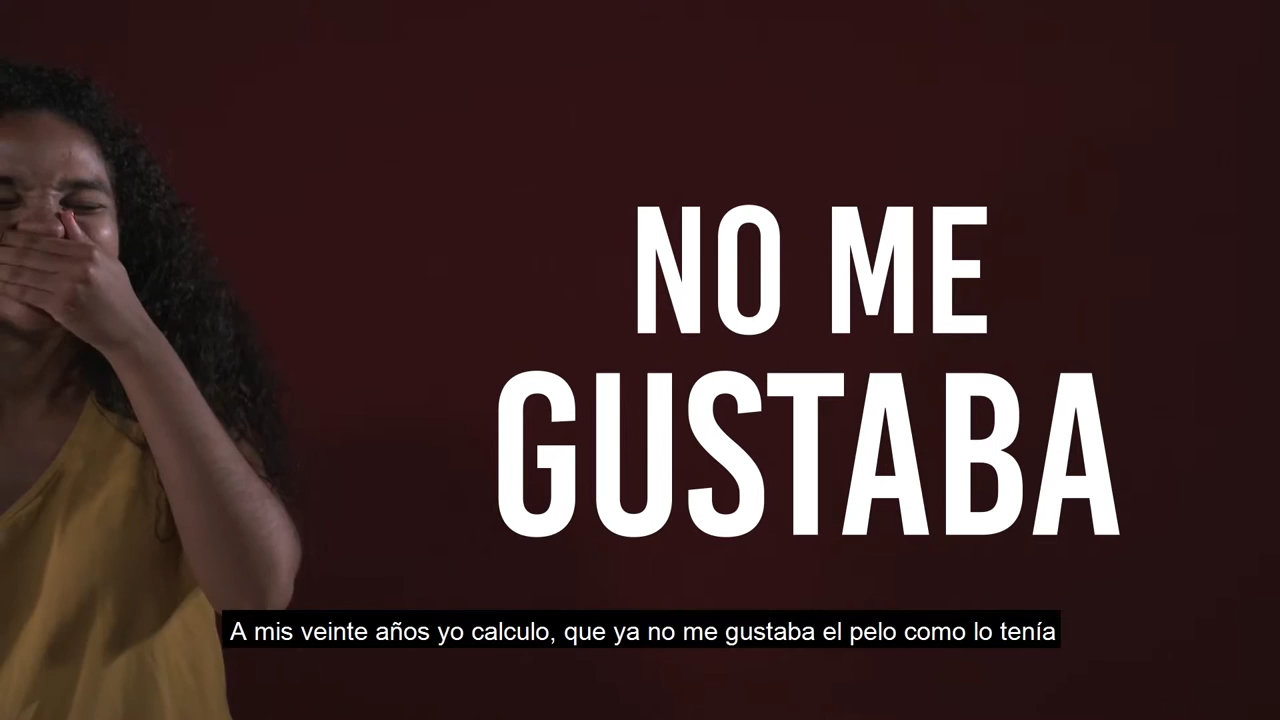 NO ME
GUSTABA
A mis veinte años yo calculo, que ya no me gustaba el pelo como lo tenía